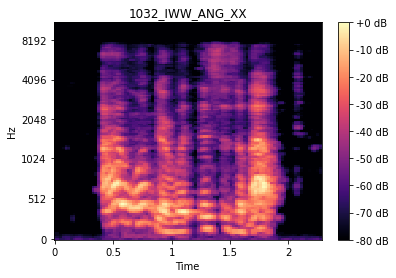 1032_IWW_ANG_XX
+0 dB
8192
-10 dB
4096
-20 dB
-30 dB
2048
Hz
-40 dB
1024
-50 dB
512
-60 dB
-70 dB
0
-80 dB
0 0.5 1 1.5 2
Time